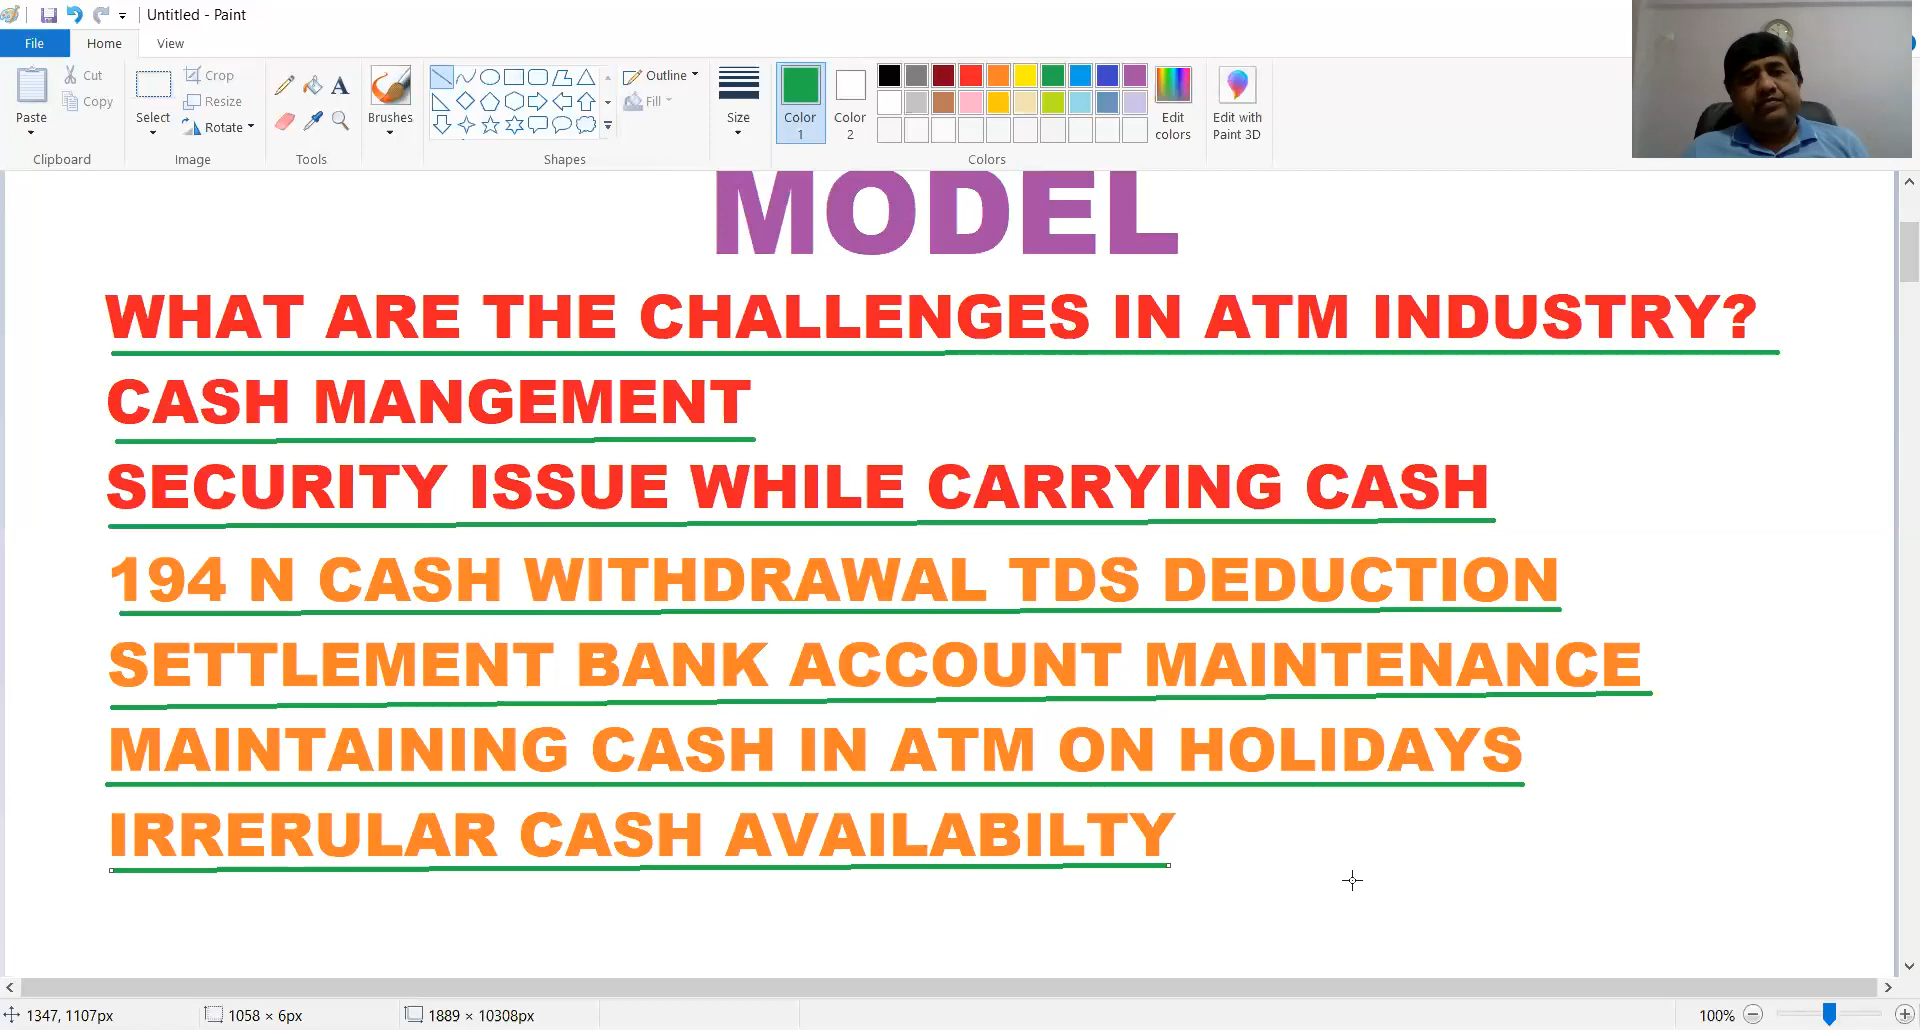 Untitled - Paint
File Home View
Paste
Cut
Copy
Clipboard
Select
Crop
Resize
Rotate
Image
Tools
Brushes
Shapes
Outline
Fill
Size
Color 1
Color 2
Colors
Edit colors
Edit with Paint 3D
MODEL
WHAT ARE THE CHALLENGES IN ATM INDUSTRY?
CASH MANGEMENT
SECURITY ISSUE WHILE CARRYING CASH
194 N CASH WITHDRAWAL TDS DEDUCTION
SETTLEMENT BANK ACCOUNT MAINTENANCE
MAINTAINING CASH IN ATM ON HOLIDAYS
IRRERULAR CASH AVAILABILTY
1347, 1107px 1058 × 6px 1889 × 10308px 100%